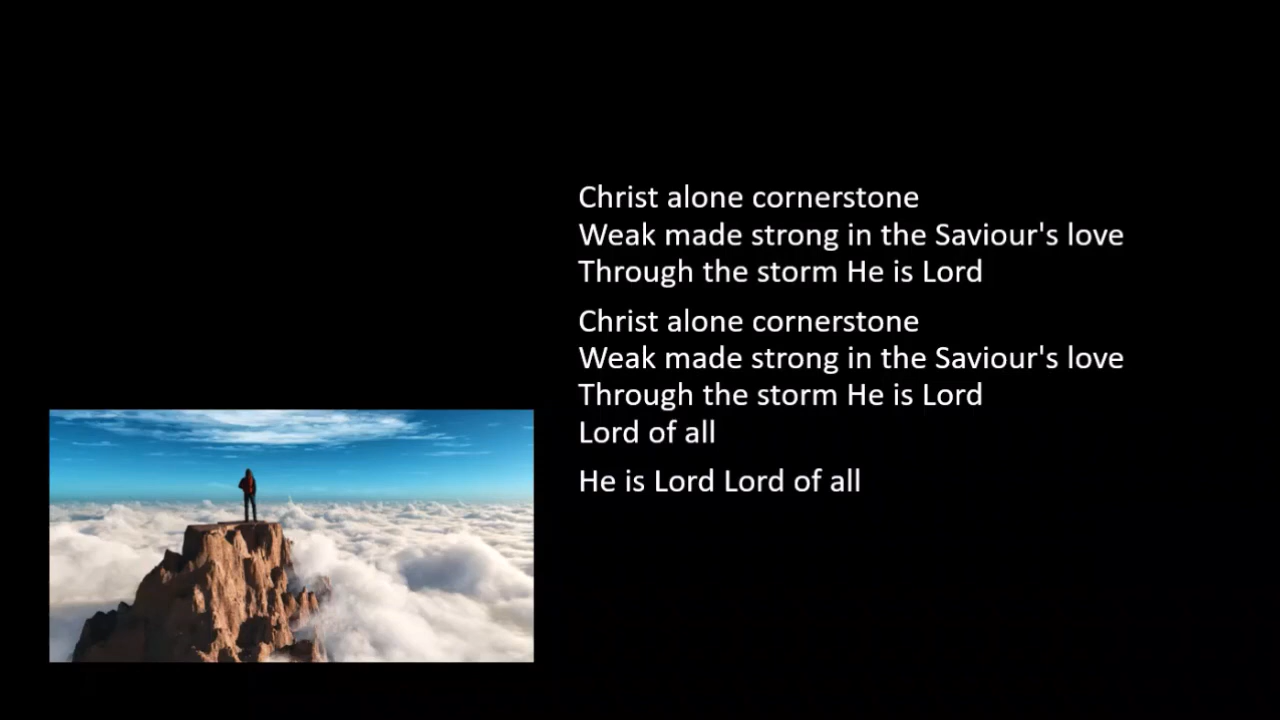 Christ alone cornerstone
Weak made strong in the Saviour's love
Through the storm He is Lord
Christ alone cornerstone
Weak made strong in the Saviour's love
Through the storm He is Lord
Lord of all
He is Lord Lord of all